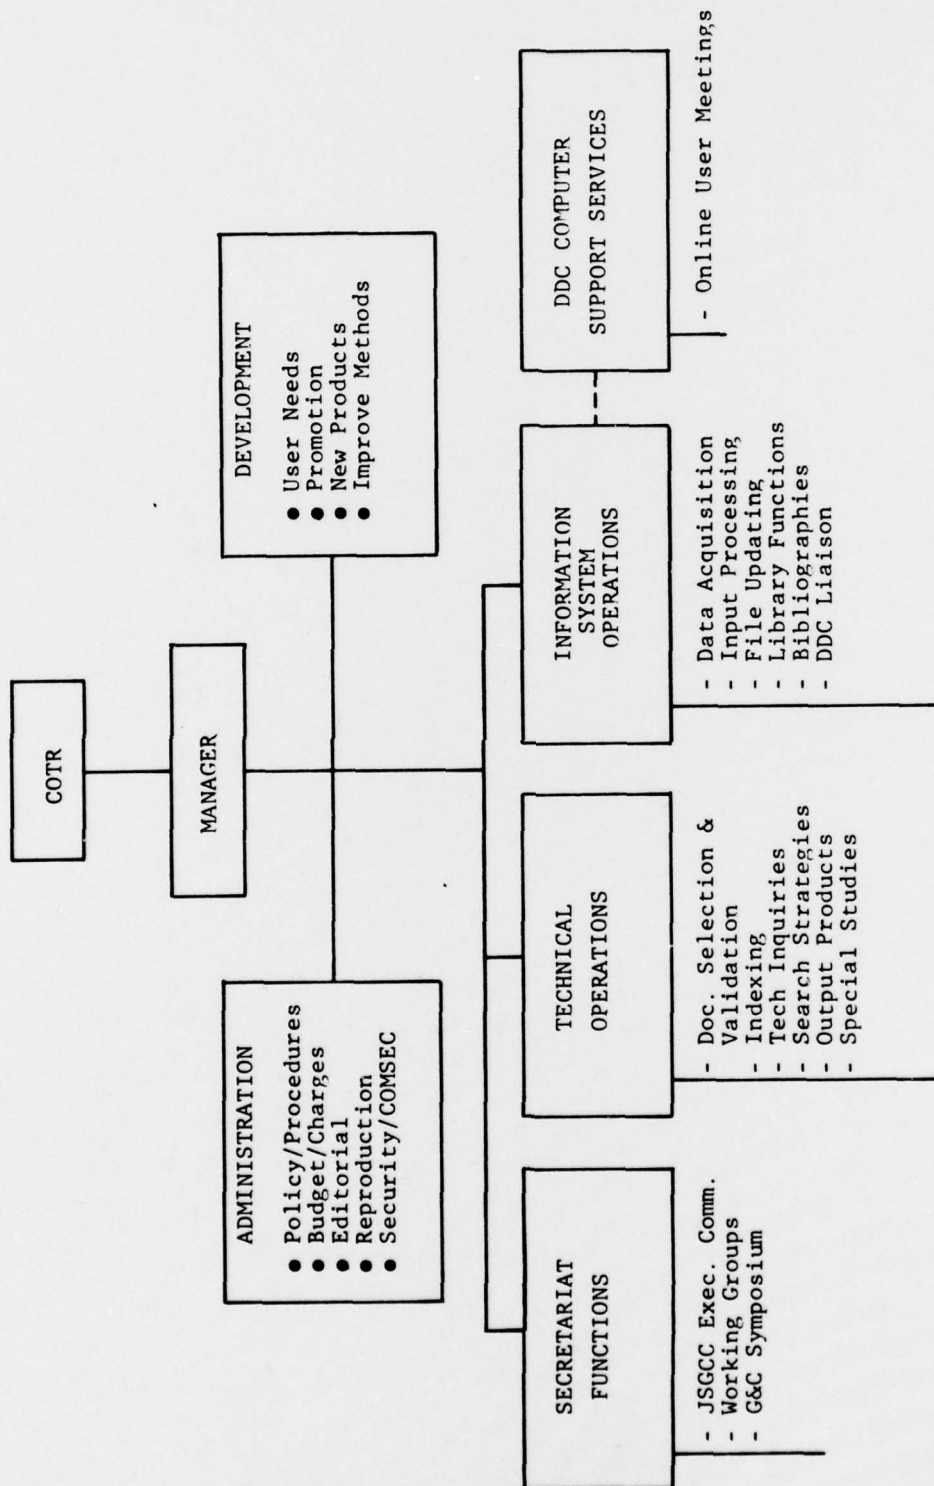 COTR
MANAGER
ADMINISTRATION
● Policy/Procedures
● Budget/Charges
● Editorial
● Reproduction
● Security/COMSEC
DEVELOPMENT
● User Needs
● Promotion
● New Products
● Improve Methods
SECRETARIAT
FUNCTIONS
- JSGCC Exec. Comm.
- Working Groups
- G&C Symposium
TECHNICAL
OPERATIONS
- Doc. Selection &
- Validation
- Indexing
- Tech Inquiries
- Search Strategies
- Output Products
- Special Studies
INFORMATION
SYSTEM
OPERATIONS
- Data Acquisition
- Input Processing
- File Updating
- Library Functions
- Bibliographies
- DDC Liaison
DDC COMPUTER
SUPPORT SERVICES
- Online User Meetings